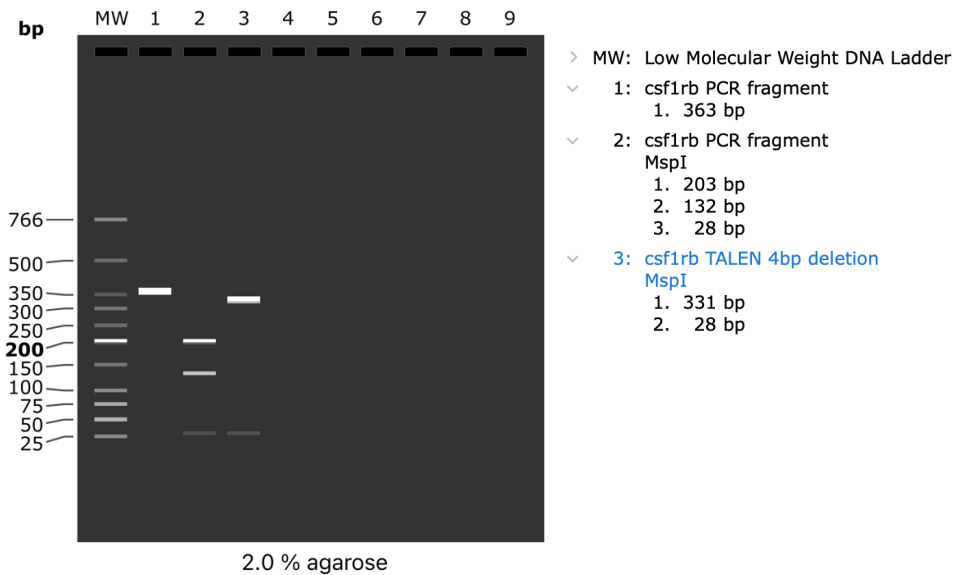 bp
MW 1 2 3 4 5 6 7 8 9
766
500
350
300
250
200
150
100
75
50
25
2.0 % agarose
MW: Low Molecular Weight DNA Ladder
1: csf1rb PCR fragment
1. 363 bp
2: csf1rb PCR fragment
MspI
1. 203 bp
2. 132 bp
3. 28 bp
3: csf1rb TALEN 4bp deletion
MspI
1. 331 bp
2. 28 bp